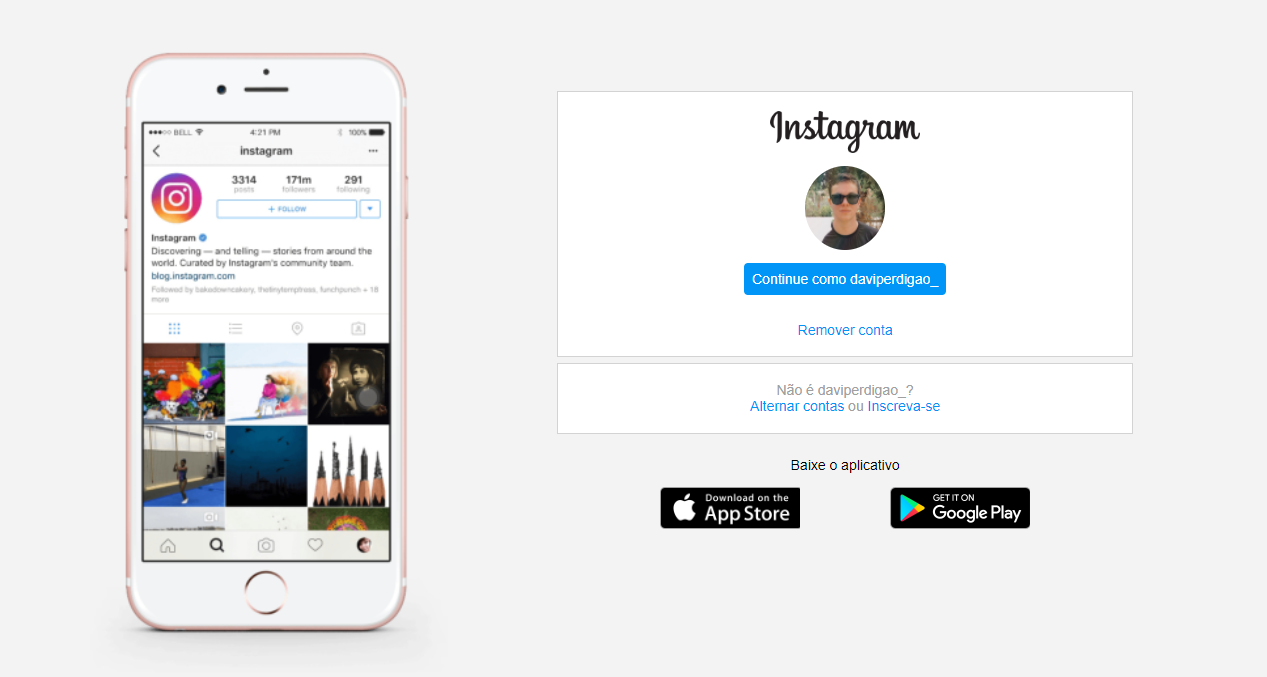 BELL
4:21 PM
100%
instagram
3314
171m
291
posts
followers
following
+ FOLLOW
Instagram
Discovering — and telling — stories from around the
world. Curated by Instagram's community team.
blog.instagram.com
Followed by bakedowncakery, thetinytemptress, lunchpunch + 18
more
Instagram
Continue como daviperdigao_
Remover conta
Não é daviperdigao_?
Alternar contas ou Inscreva-se
Baixe o aplicativo
Download on the
App Store
GET IT ON
Google Play